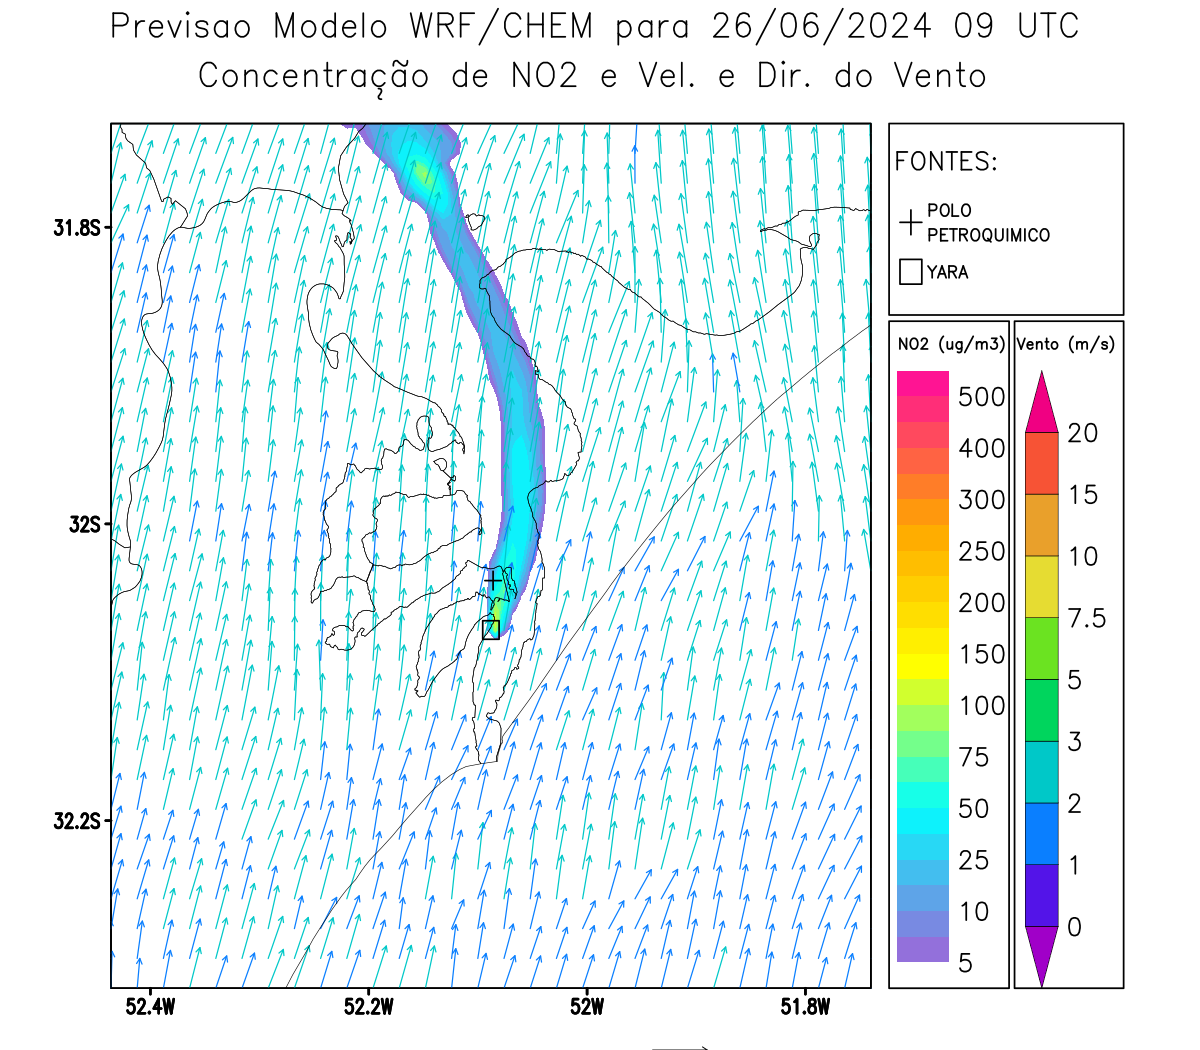 Previsao Modelo WRF/CHEM para 26/06/2024 09 UTC
Concentração de NO2 e Vel. e Dir. do Vento
FONTES:
POLO
PETROQUIMICO
YARA
NO2 (ug/m3)
500
400
300
250
200
150
100
75
50
25
10
5
Vento (m/s)
20
15
10
7.5
5
3
2
1
0
31.8S
32S
32.2S
52.4W
52.2W
52W
51.8W